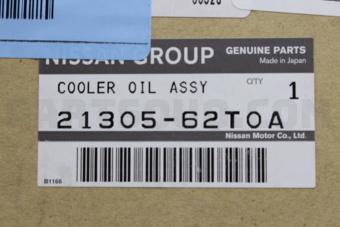 NISSAN GROUP
GENUINE PARTS
Made in Japan
COOLER OIL ASSY
Q'TY
1
21305-62T0A
Nissan Motor Co., Ltd.
B1166